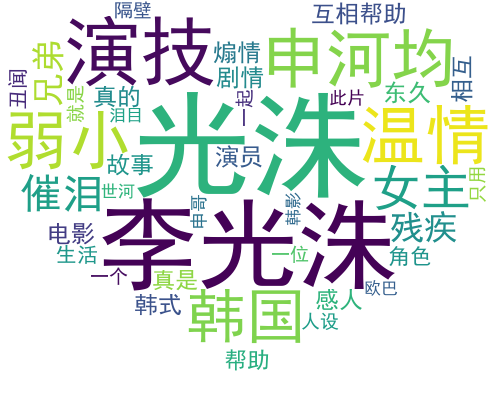 隔壁
互相帮助
演技
煽情
申河均
兄弟
剧情
相互
丑闻
真的
一起
此片
东久
就是
泪目
光洙
温情
弱小
故事
演员
只用
催泪
世河
女主
申哥
韩影
残疾
李光洙
电影
生活
一位
角色
一个
真是
欧巴
韩式
韩国
感人
人设
帮助